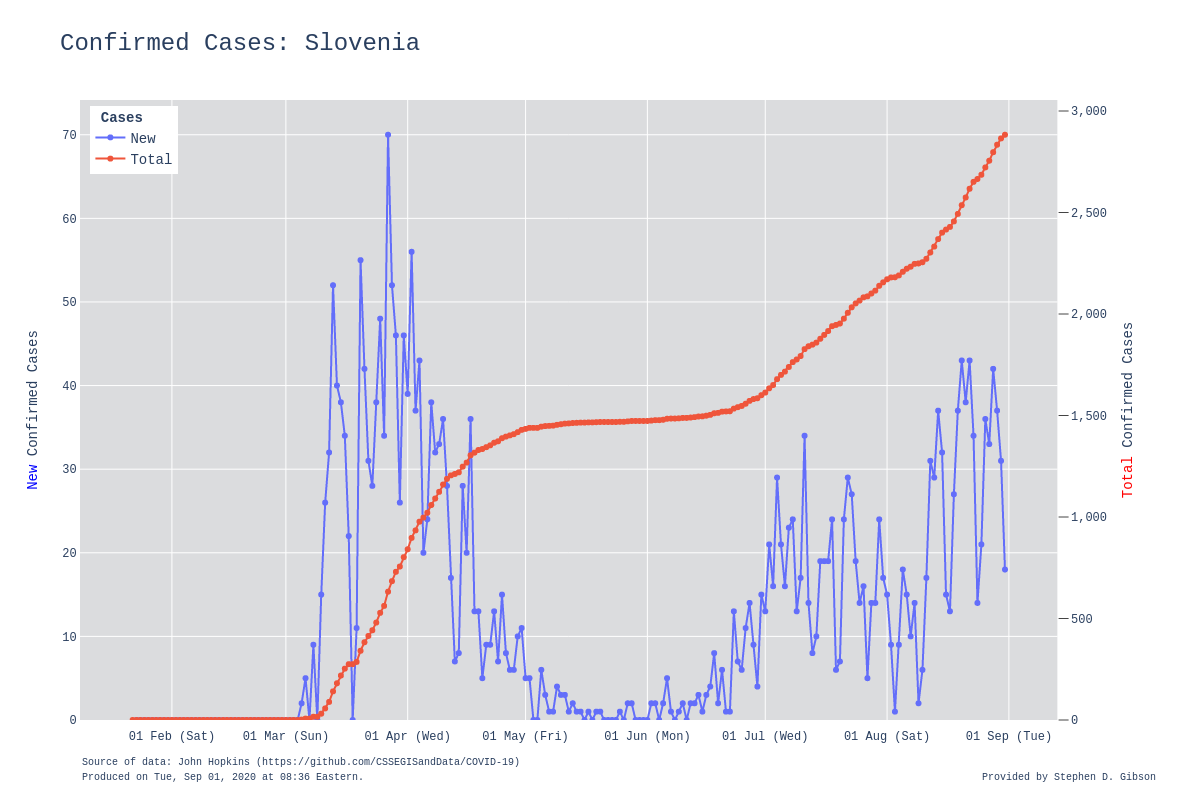 Confirmed Cases: Slovenia
Cases
New
Total
70
60
50
40
30
20
10
0
New Confirmed Cases
3,000
2,500
2,000
1,500
1,000
500
0
Total Confirmed Cases
01 Feb (Sat) 01 Mar (Sun) 01 Apr (Wed) 01 May (Fri) 01 Jun (Mon) 01 Jul (Wed) 01 Aug (Sat) 01 Sep (Tue)
Source of data: John Hopkins (https://github.com/CSSEGISandData/COVID-19)
Produced on Tue, Sep 01, 2020 at 08:36 Eastern.
Provided by Stephen D. Gibson